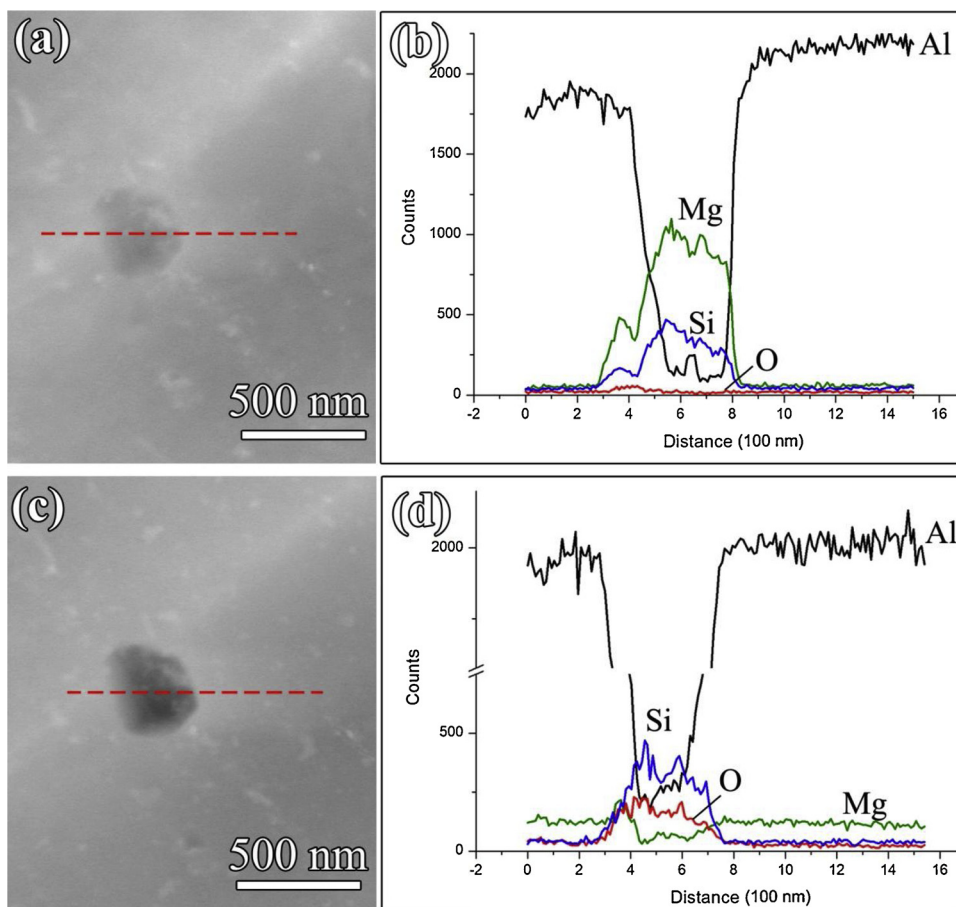 (a)
500 nm
(b)
Al
Mg
Si
O
Counts
2000
1500
1000
500
0
-2 0 2 4 6 8 10 12 14 16
Distance (100 nm)
(c)
500 nm
(d)
Al
Si
O
Mg
Counts
2000
500
0
-2 0 2 4 6 8 10 12 14 16
Distance (100 nm)